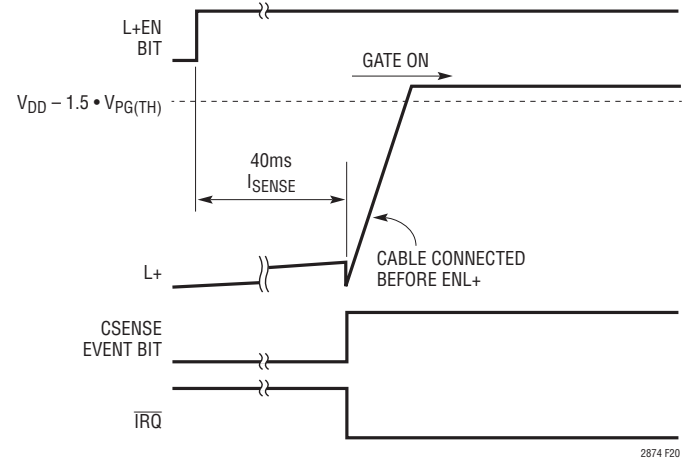 L+EN
BIT
GATE ON
V_DD – 1.5 • V_PG(TH)
40ms
I_SENSE
L+
CABLE CONNECTED
BEFORE ENL+
CSENSE
EVENT BIT
I̅R̅Q̅
2874 F20